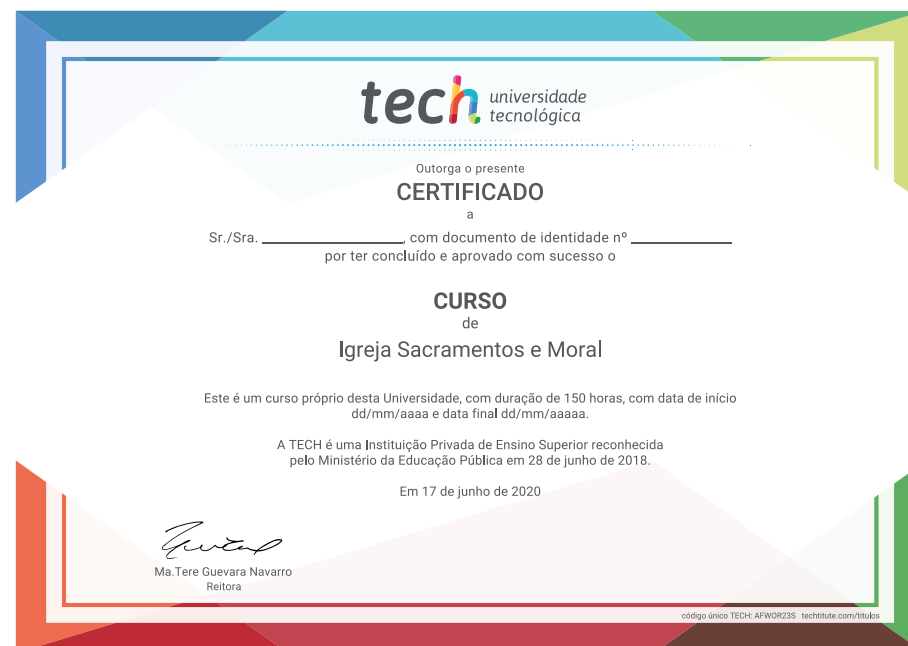 tech universidade
tecnológica
Outorga o presente
CERTIFICADO
a
Sr./Sra. , com documento de identidade nº
por ter concluído e aprovado com sucesso o
CURSO
de
Igreja Sacramentos e Moral
Este é um curso próprio desta Universidade, com duração de 150 horas, com data de início
dd/mm/aaaa e data final dd/mm/aaaaa.
A TECH é uma Instituição Privada de Ensino Superior reconhecida
pelo Ministério da Educação Pública em 28 de junho de 2018.
Em 17 de junho de 2020
Ma.Tere Guevara Navarro
Reitora
código único TECH: AFWOR23S techtitute.com/titulos